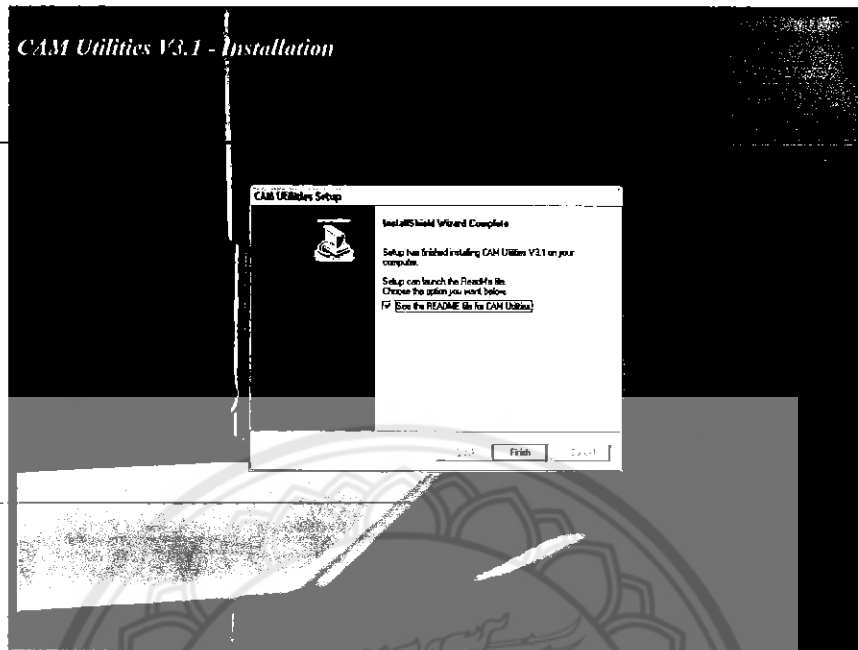 CAM Utilities V3.1 - Installation
CAM Utilities Setup
InstallShield Wizard Complete
Setup has finished installing CAM Utilities V3.1 on your
computer.
Setup can launch the ReadMe file.
Choose the option you want below.
See the README file for CAM Utilities
Finish
Cancel